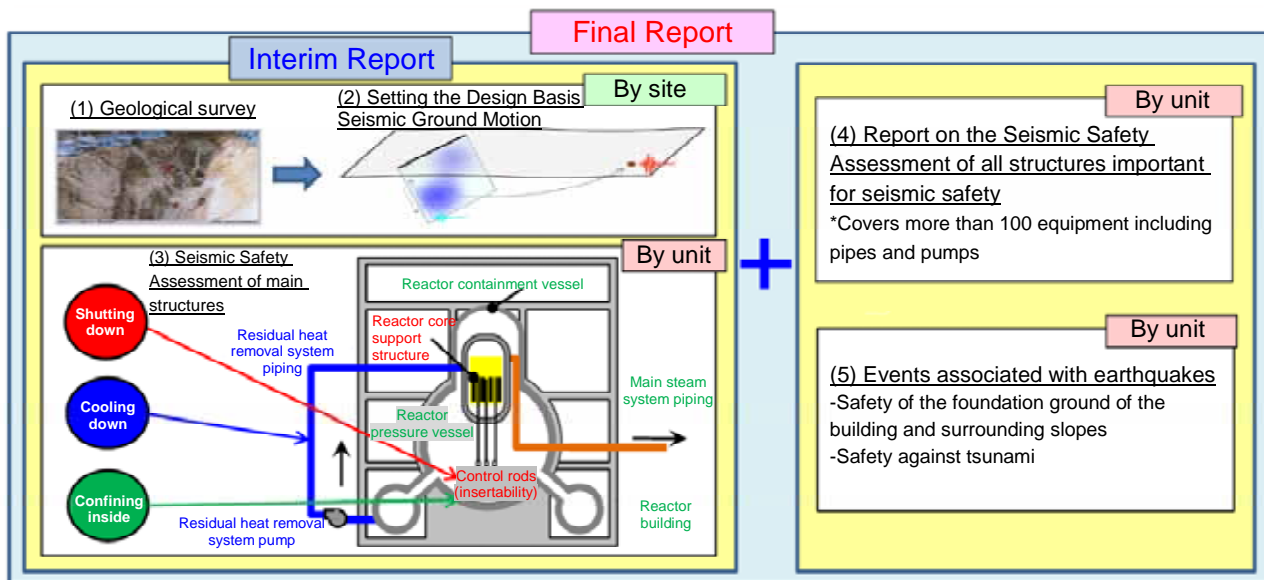 Final Report
Interim Report
By site
(1) Geological survey
(2) Setting the Design Basis
Seismic Ground Motion
By unit
(3) Seismic Safety
Assessment of main
structures
Shutting
down
Cooling
down
Confining
inside
Reactor containment vessel
Reactor core
support
structure
Residual heat
removal system
piping
Main steam
system piping
Reactor
pressure vessel
Control rods
(insertability)
Residual heat removal
system pump
Reactor
building
+
By unit
(4) Report on the Seismic Safety
Assessment of all structures important
for seismic safety
*Covers more than 100 equipment including
pipes and pumps
By unit
(5) Events associated with earthquakes
-Safety of the foundation ground of the
building and surrounding slopes
-Safety against tsunami